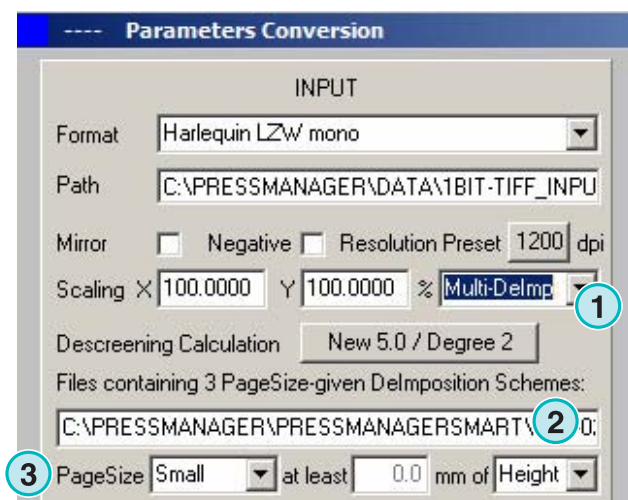 ---- Parameters Conversion
INPUT
Format Harlequin LZW mono
Path C:\PRESSMANAGER\DATA\1BIT-TIFF_INPU
Mirror Negative Resolution Preset 1200 dpi
Scaling X 100.0000 Y 100.0000 % Multi-DeImp 1
Descreening Calculation New 5.0 / Degree 2
Files containing 3 PageSize-given DeImposition Schemes:
C:\PRESSMANAGER\PRESSMANAGERSMART\ 2
3 PageSize Small at least 0.0 mm of Height